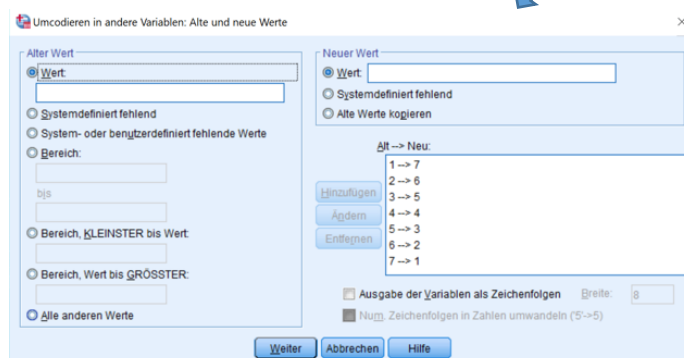 Umcodieren in andere Variablen: Alte und neue Werte
Alter Wert
Wert:
Systemdefiniert fehlend
System- oder benutzerdefiniert fehlende Werte
Bereich:
bis
Bereich, KLEINSTER bis Wert:
Bereich, Wert bis GRÖSSTER:
Alle anderen Werte
Neuer Wert
Wert:
Systemdefiniert fehlend
Alte Werte kopieren
Alt --> Neu:
Hinzufügen
Ändern
Entfernen
1 --> 7
2 --> 6
3 --> 5
4 --> 4
5 --> 3
6 --> 2
7 --> 1
Ausgabe der Variablen als Zeichenfolgen Breite: 8
Num. Zeichenfolgen in Zahlen umwandeln ('5'->5)
Weiter Abbrechen Hilfe